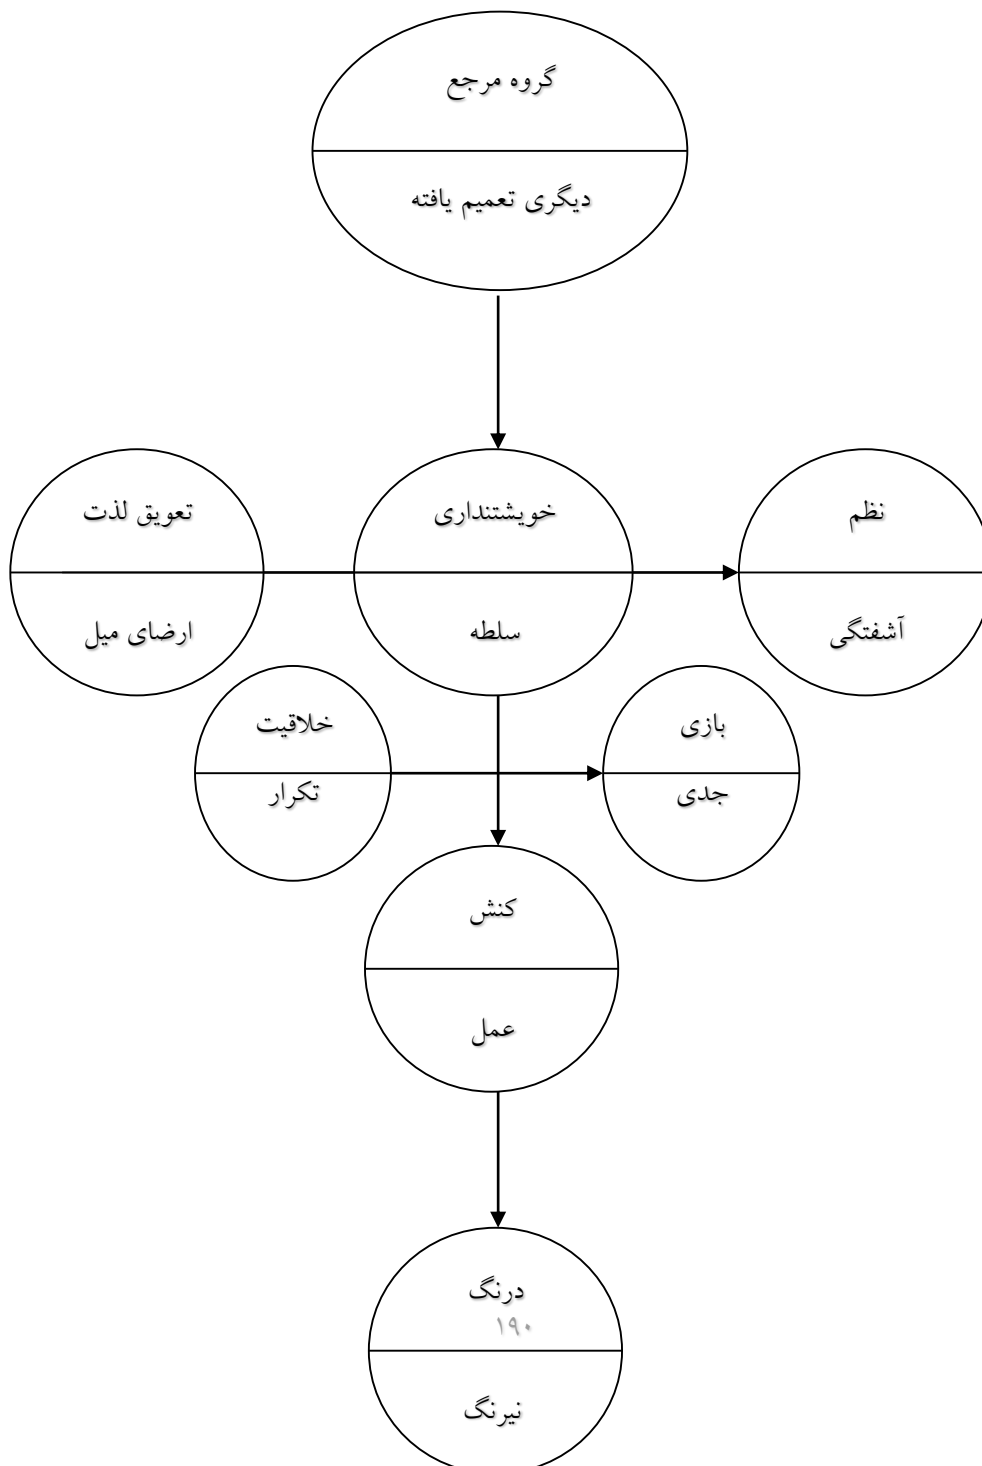 گروه مرجع
دیگری تعمیم یافته
نظم
آشفتگی
خویشتنداری
سلطه
تعویق لذت
ارضای میل
بازی
جدی
خلاقیت
تکرار
کنش
عمل
درنگ
۱۹۰
نیرنگ